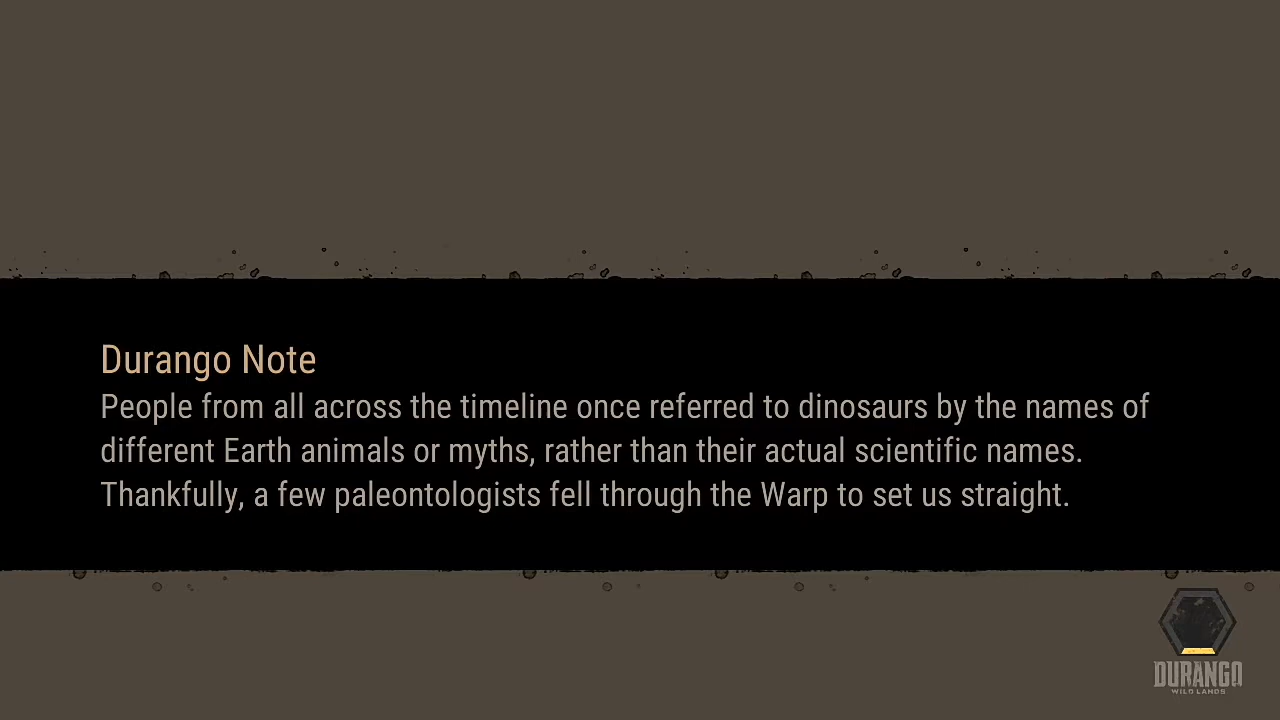 Durango Note
People from all across the timeline once referred to dinosaurs by the names of
different Earth animals or myths, rather than their actual scientific names.
Thankfully, a few paleontologists fell through the Warp to set us straight.
DURANGO
WILD LANDS